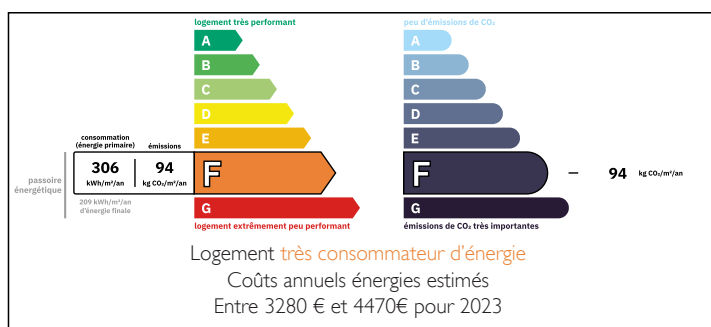 logement très performant
A
B
C
D
E
consommation
(énergie primaire)
émissions
passoire
énergétique
306
kWh/m²/an
94
kg CO₂/m²/an
F
209 kWh/m²/an
d'énergie finale
G
logement extrêmement peu performant
peu d'émissions de CO₂
A
B
C
D
E
F
94 kg CO₂/m²/an
G
émissions de CO₂ très importantes
Logement très consommateur d'énergie
Coûts annuels énergies estimés
Entre 3280 € et 4470€ pour 2023